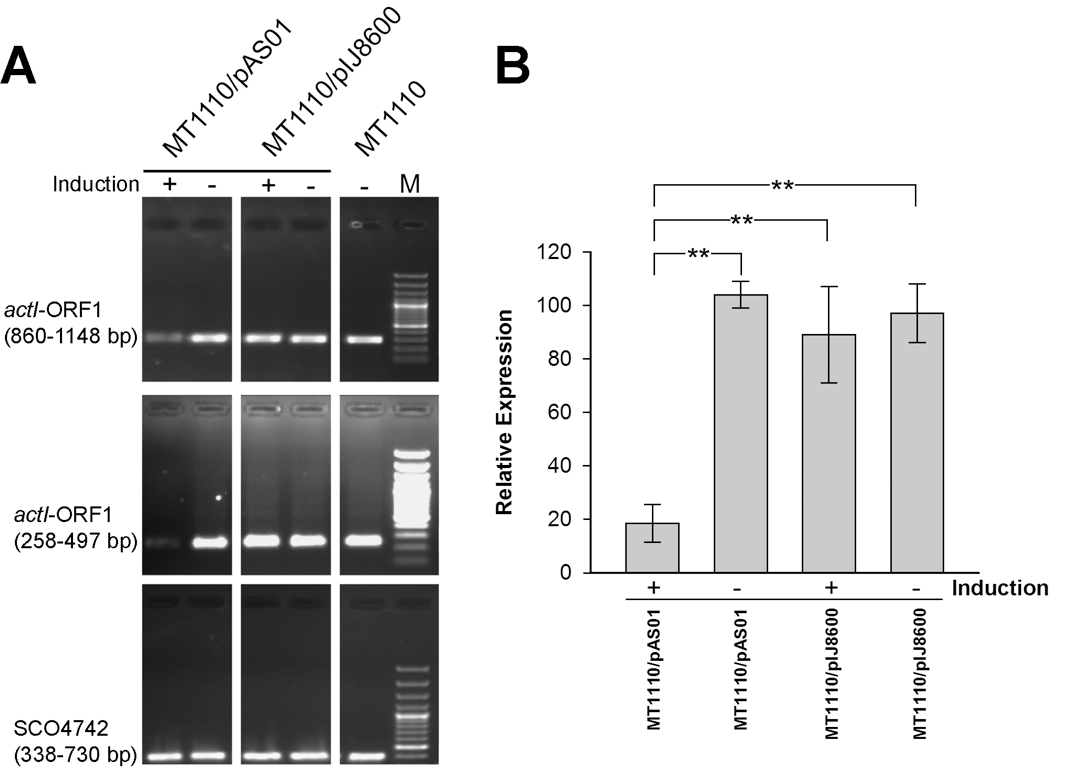 A
MT1110/pAS01
MT1110/pIJ8600
MT1110
Induction + - + - - M
actI-ORF1
(860-1148 bp)
actI-ORF1
(258-497 bp)
SCO4742
(338-730 bp)
B
**
**
**
120
100
80
60
40
20
0
Relative Expression
+ - + - Induction
MT1110/pAS01
MT1110/pAS01
MT1110/pIJ8600
MT1110/pIJ8600